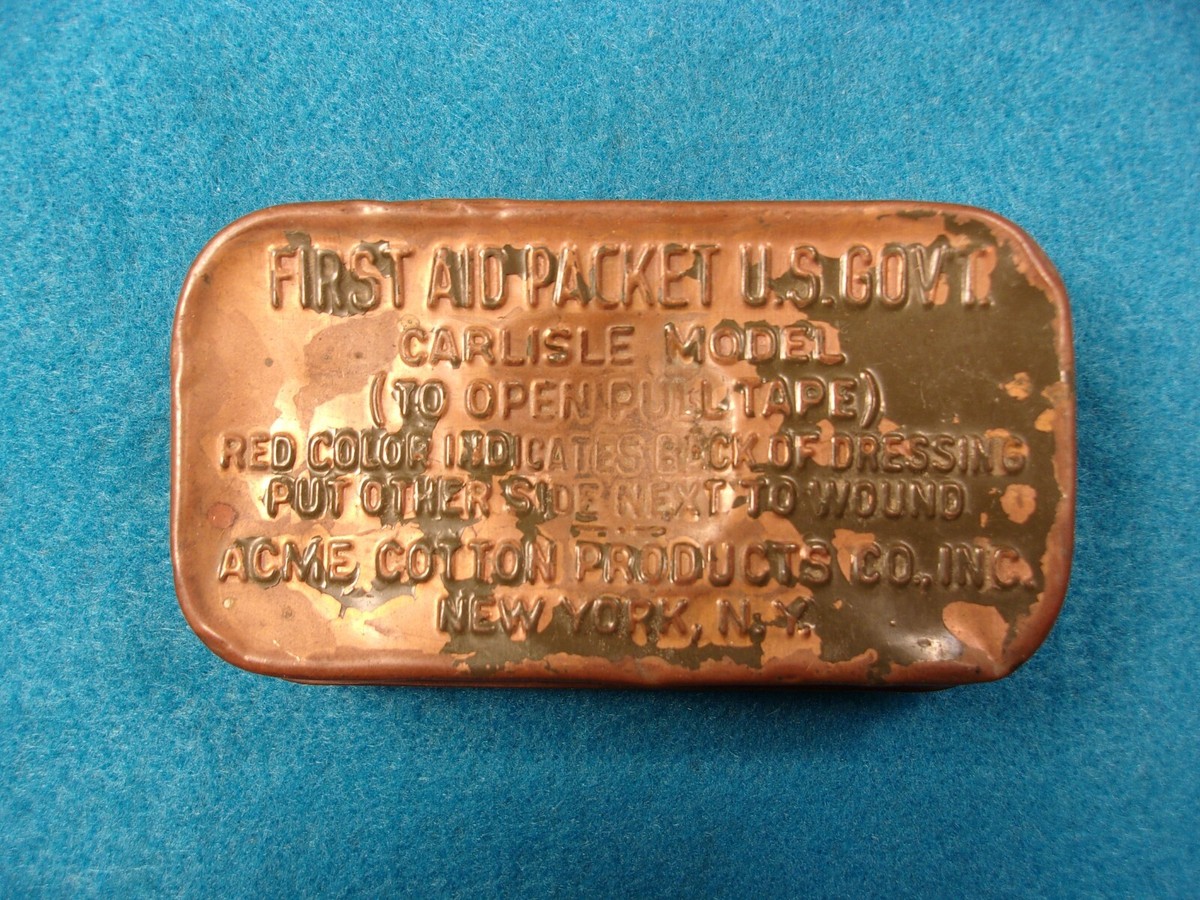 FIRST AID PACKET U.S. GOV'T.
CARLISLE MODEL
(TO OPEN PULL TAPE)
RED COLOR INDICATES BACK OF DRESSING
PUT OTHER SIDE NEXT TO WOUND
ACME COTTON PRODUCTS CO., INC.
NEW YORK, N.Y.